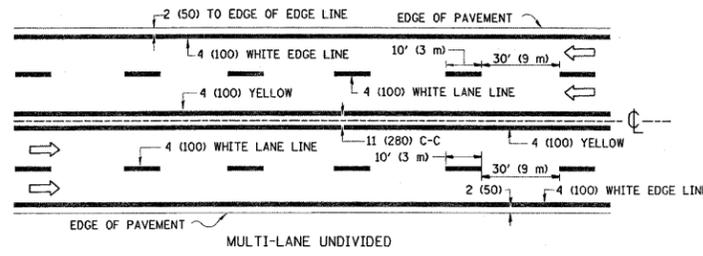 2 (50) TO EDGE OF EDGE LINE
EDGE OF PAVEMENT
4 (100) WHITE EDGE LINE
10' (3 m)
30' (9 m)
4 (100) YELLOW
4 (100) WHITE LANE LINE
℄
4 (100) WHITE LANE LINE
11 (280) C-C
4 (100) YELLOW
10' (3 m)
30' (9 m)
2 (50)
4 (100) WHITE EDGE LIN
EDGE OF PAVEMENT
MULTI-LANE UNDIVIDED